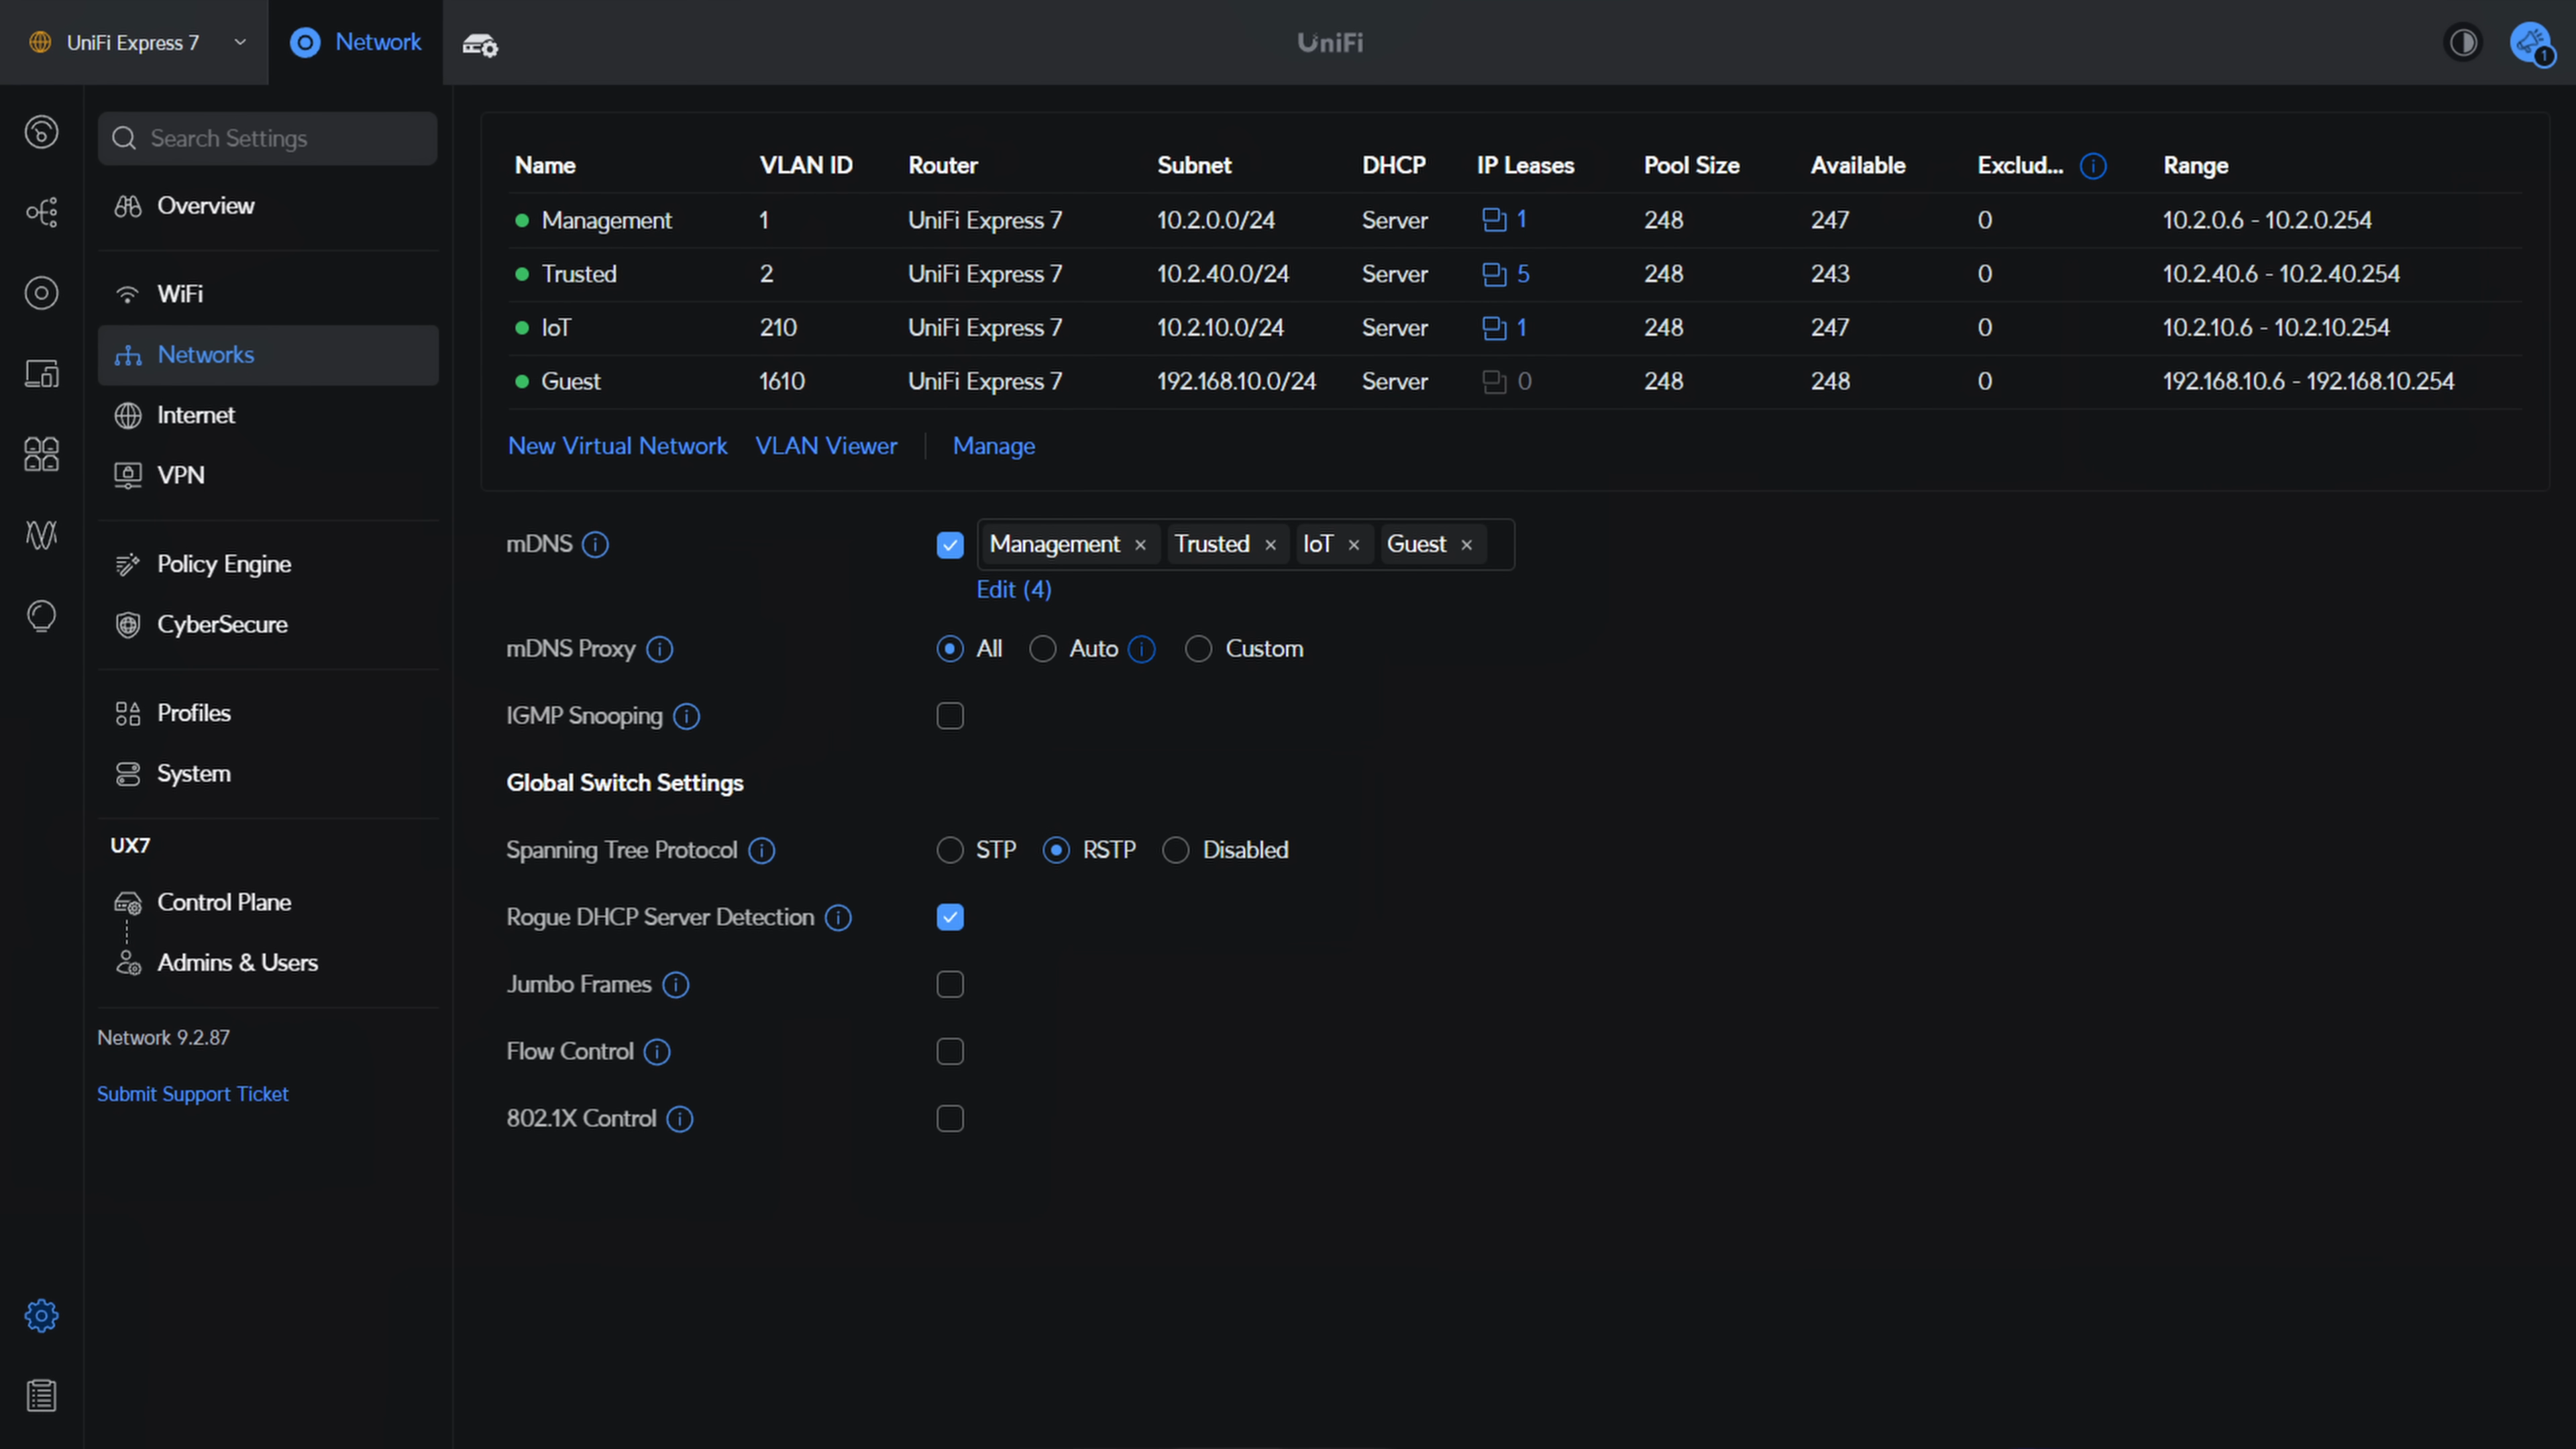 UniFi Express 7
Network
UniFi
1
Search Settings
Overview
WiFi
Networks
Internet
VPN
Policy Engine
CyberSecure
Profiles
System
UX7
Control Plane
Admins & Users
Network 9.2.87
Submit Support Ticket
Name VLAN ID Router Subnet DHCP IP Leases Pool Size Available Exclud... Range
Management 1 UniFi Express 7 10.2.0.0/24 Server 1 248 247 0 10.2.0.6 - 10.2.0.254
Trusted 2 UniFi Express 7 10.2.40.0/24 Server 5 248 243 0 10.2.40.6 - 10.2.40.254
IoT 210 UniFi Express 7 10.2.10.0/24 Server 1 248 247 0 10.2.10.6 - 10.2.10.254
Guest 1610 UniFi Express 7 192.168.10.0/24 Server 0 248 248 0 192.168.10.6 - 192.168.10.254
New Virtual Network VLAN Viewer Manage
mDNS Management × Trusted × IoT × Guest ×
Edit (4)
mDNS Proxy All Auto Custom
IGMP Snooping
Global Switch Settings
Spanning Tree Protocol STP RSTP Disabled
Rogue DHCP Server Detection
Jumbo Frames
Flow Control
802.1X Control